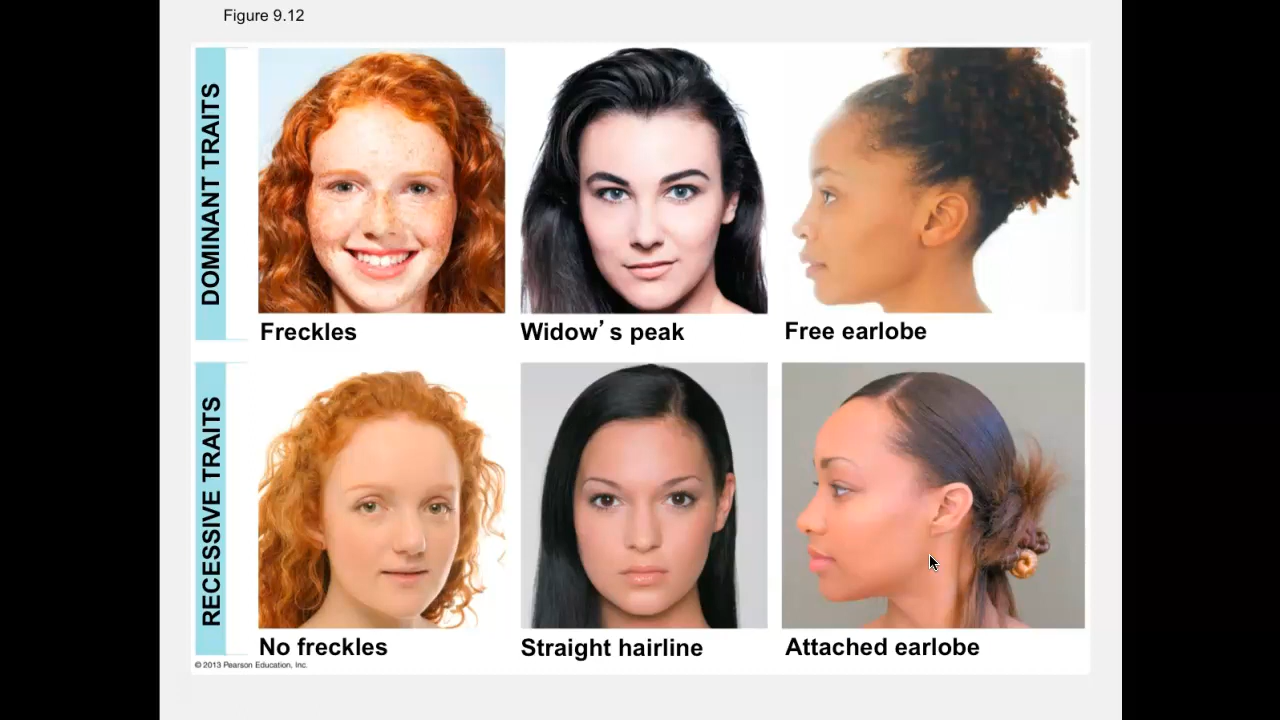 Figure 9.12
DOMINANT TRAITS
Freckles
Widow’s peak
Free earlobe
RECESSIVE TRAITS
No freckles
Straight hairline
Attached earlobe
© 2013 Pearson Education, Inc.